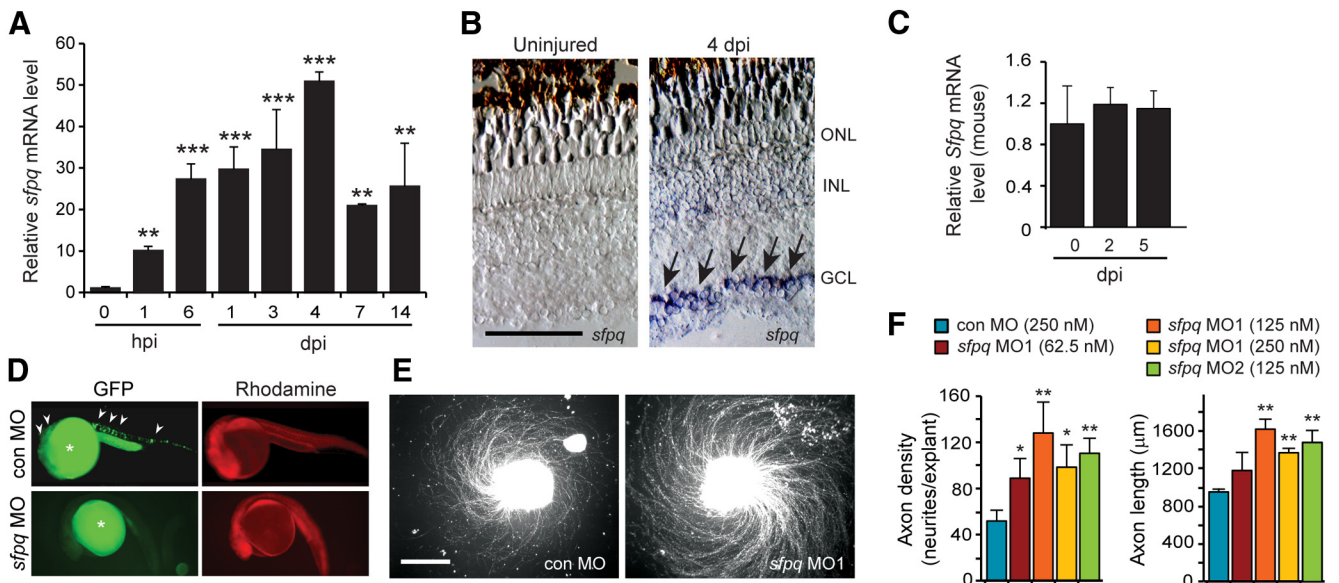 A
Relative sfpq mRNA level
60
50
40
30
20
10
0
**
***
***
***
***
**
**
0 1 6 1 3 4 7 14
hpi dpi
B
Uninjured 4 dpi
ONL
INL
GCL
sfpq sfpq
C
Relative Sfpq mRNA
level (mouse)
1.6
1.2
0.8
0.4
0
0 2 5
dpi
D
GFP Rhodamine
con MO
*
sfpq MO
*
E
con MO sfpq MO1
F
con MO (250 nM)
sfpq MO1 (62.5 nM)
sfpq MO1 (125 nM)
sfpq MO1 (250 nM)
sfpq MO2 (125 nM)
Axon density
(neurites/explant)
160
120
80
40
0
* ** * **
Axon length (μm)
1600
1200
800
400
0
** ** **